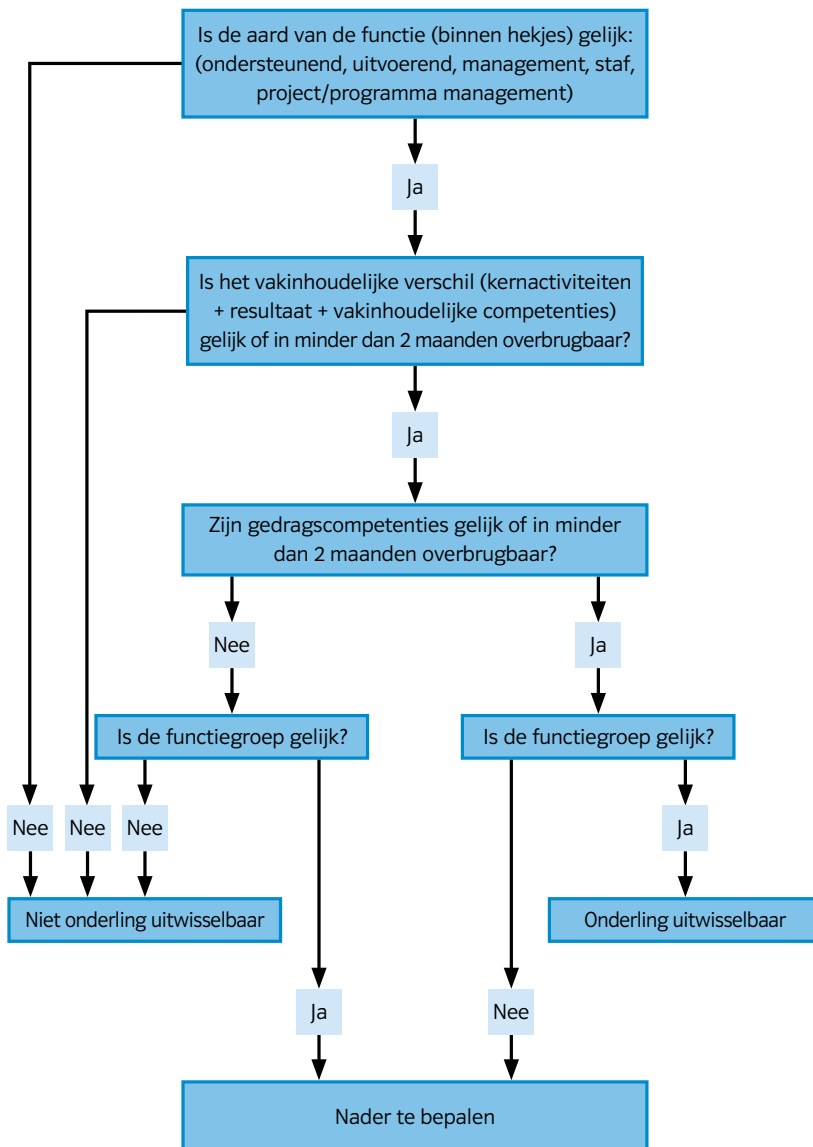 Is de aard van de functie (binnen hekjes) gelijk:
(ondersteunend, uitvoerend, management, staf,
project/programma management)
Ja
Is het vakinhoudelijke verschil (kernactiviteiten
+ resultaat + vakinhoudelijke competenties)
gelijk of in minder dan 2 maanden overbrugbaar?
Ja
Zijn gedragscompetenties gelijk of in minder
dan 2 maanden overbrugbaar?
Nee
Ja
Is de functiegroep gelijk?
Is de functiegroep gelijk?
Nee
Nee
Nee
Ja
Niet onderling uitwisselbaar
Onderling uitwisselbaar
Ja
Nee
Nader te bepalen